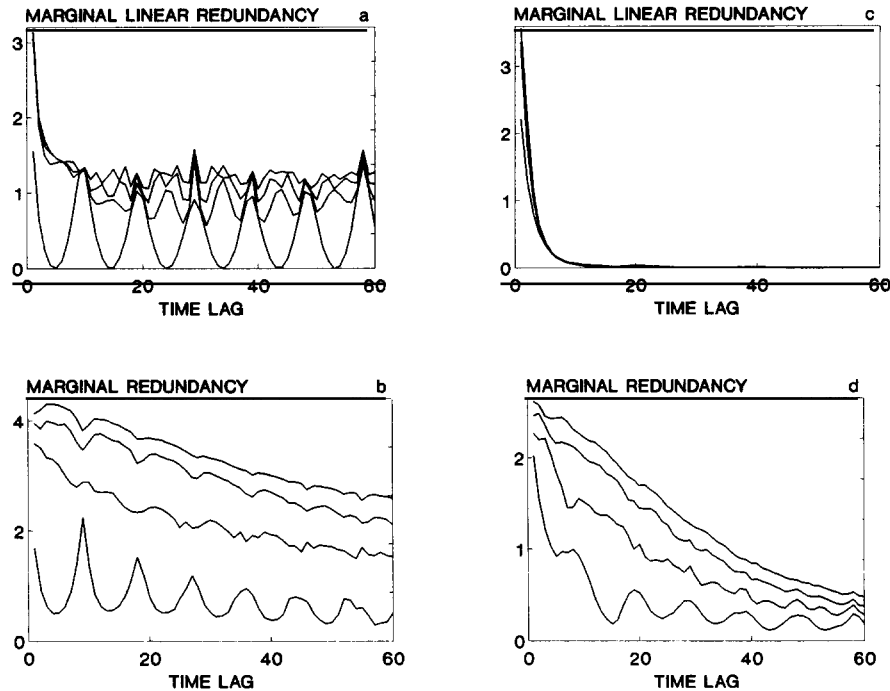 MARGINAL LINEAR REDUNDANCY a
3
2
1
0
0 20 40 60
TIME LAG
MARGINAL LINEAR REDUNDANCY c
3
2
1
0
0 20 40 60
TIME LAG
MARGINAL REDUNDANCY b
4
2
0
0 20 40 60
TIME LAG
MARGINAL REDUNDANCY d
2
1
0
0 20 40 60
TIME LAG